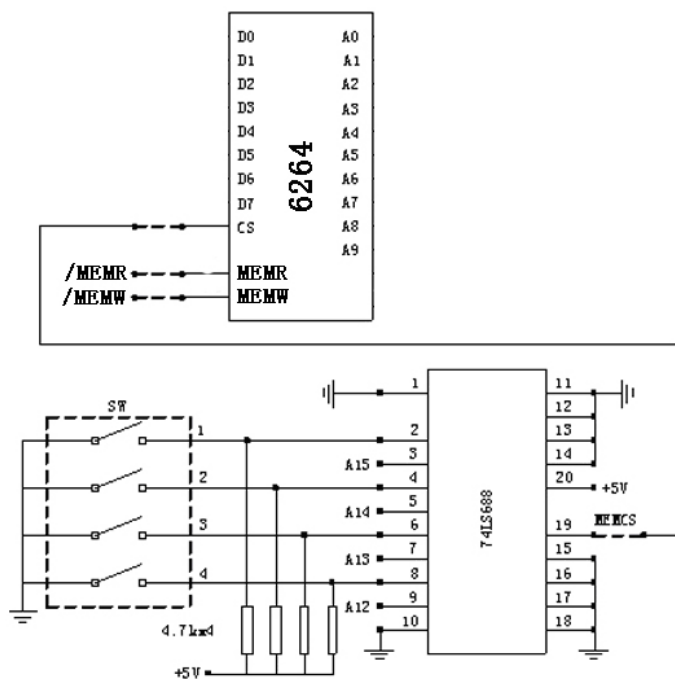 D0 A0
D1 A1
D2 A2
D3 A3
D4 A4
D5 A5
D6 A6
D7 A7
CS A8
A9
6264
/MEMR MEMR
/MEMW MEMW
SW
1
2
3
4
4.7k×4
+5V
A15
A14
A13
A12
74LS688
1 11
12
2 13
3 14
4 20
5
6 19
7 15
8 16
9 17
10 18
+5V
MEMCS